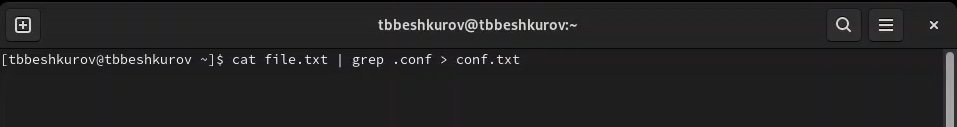 tbbeshkurov@tbbeshkurov:~
[tbbeshkurov@tbbeshkurov ~]$ cat file.txt | grep .conf > conf.txt